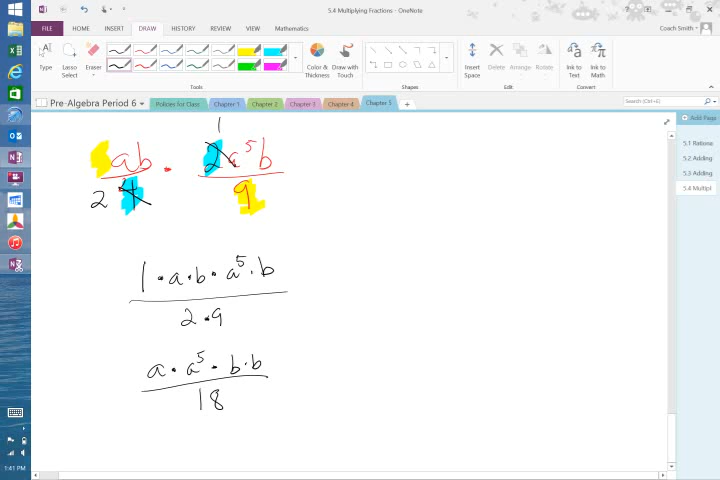 5.4 Multiplying Fractions - OneNote
FILE HOME INSERT DRAW HISTORY REVIEW VIEW Mathematics
Coach Smith
Type Lasso Select Eraser
Color & Thickness Draw with Touch
Insert Space Delete Arrange Rotate
Ink to Text Ink to Math
Tools Shapes Edit Convert
Pre-Algebra Period 6 Policies for Class Chapter 1 Chapter 2 Chapter 3 Chapter 4 Chapter 5 +
Search (Ctrl+E)
Add Page
5.1 Rationa
5.2 Adding
5.3 Adding
5.4 Multipl
1
ab · 2a⁵b
2 4 9
1·a·b·a⁵·b
2·9
a·a⁵·b·b
18
1:41 PM